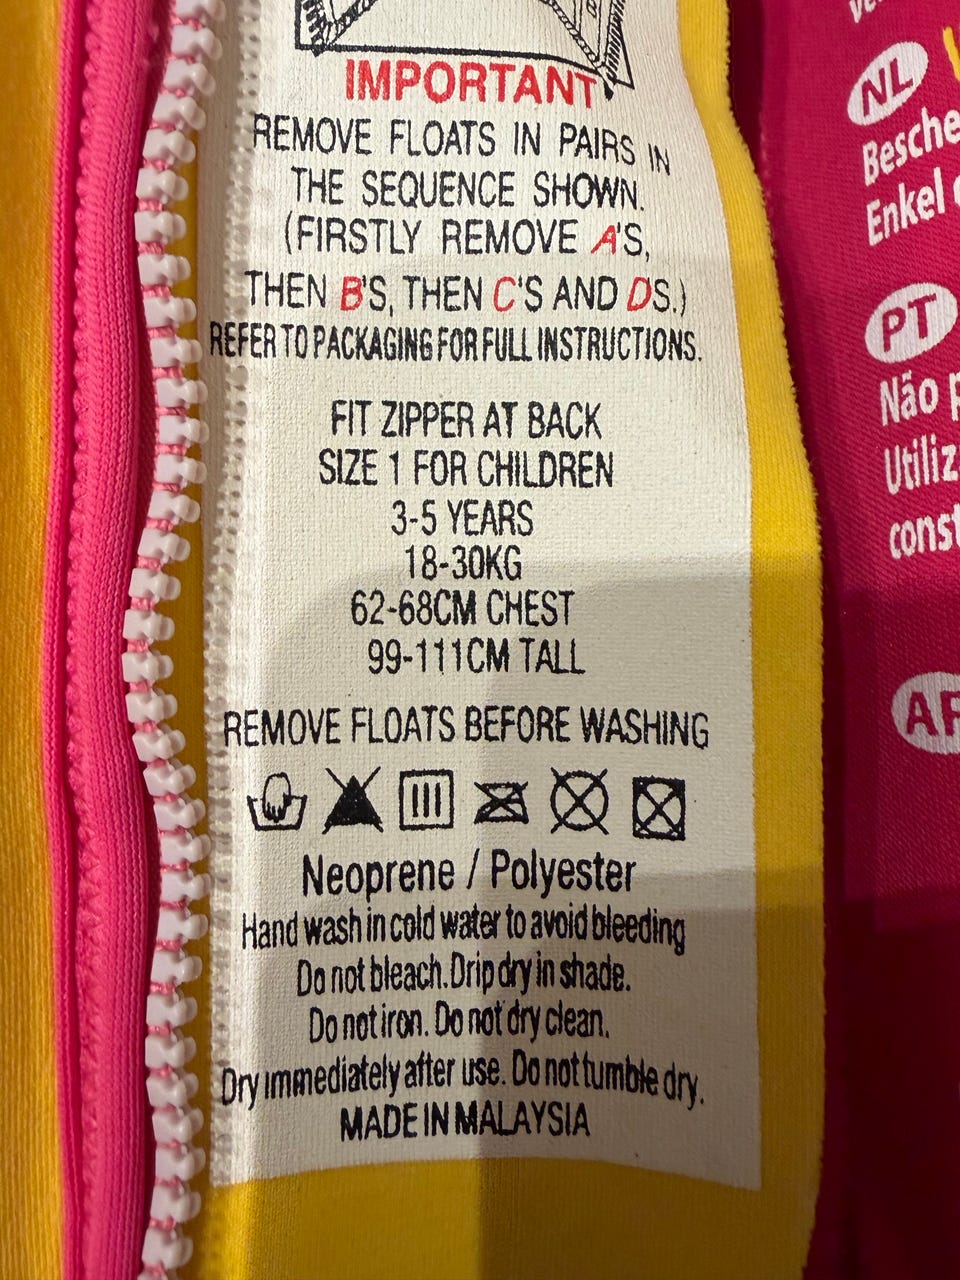 IMPORTANT
REMOVE FLOATS IN PAIRS IN
THE SEQUENCE SHOWN.
(FIRSTLY REMOVE A'S,
THEN B'S, THEN C'S AND DS.)
REFER TO PACKAGING FOR FULL INSTRUCTIONS.
FIT ZIPPER AT BACK
SIZE 1 FOR CHILDREN
3-5 YEARS
18-30KG
62-68CM CHEST
99-111CM TALL
REMOVE FLOATS BEFORE WASHING
Neoprene / Polyester
Hand wash in cold water to avoid bleeding
Do not bleach. Drip dry in shade.
Do not iron. Do not dry clean.
Dry immediately after use. Do not tumble dry.
MADE IN MALAYSIA
NL
Enkel
PT
Não